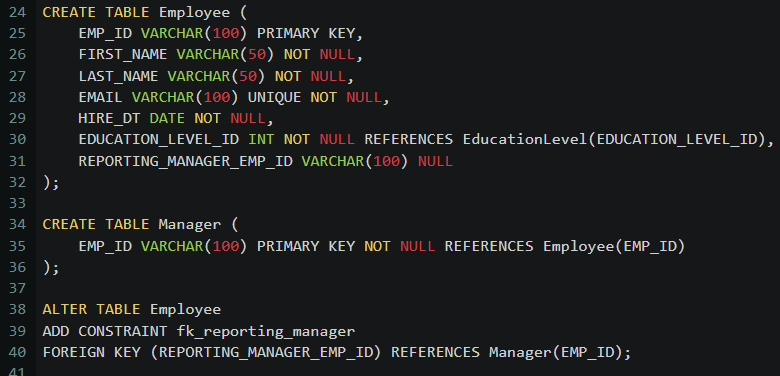 24 CREATE TABLE Employee (
25     EMP_ID VARCHAR(100) PRIMARY KEY,
26     FIRST_NAME VARCHAR(50) NOT NULL,
27     LAST_NAME VARCHAR(50) NOT NULL,
28     EMAIL VARCHAR(100) UNIQUE NOT NULL,
29     HIRE_DT DATE NOT NULL,
30     EDUCATION_LEVEL_ID INT NOT NULL REFERENCES EducationLevel(EDUCATION_LEVEL_ID),
31     REPORTING_MANAGER_EMP_ID VARCHAR(100) NULL
32 );
33
34 CREATE TABLE Manager (
35     EMP_ID VARCHAR(100) PRIMARY KEY NOT NULL REFERENCES Employee(EMP_ID)
36 );
37
38 ALTER TABLE Employee
39 ADD CONSTRAINT fk_reporting_manager
40 FOREIGN KEY (REPORTING_MANAGER_EMP_ID) REFERENCES Manager(EMP_ID);
41